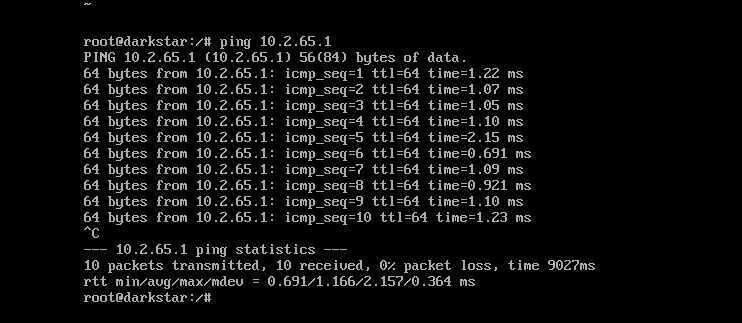 ~
root@darkstar:/# ping 10.2.65.1
PING 10.2.65.1 (10.2.65.1) 56(84) bytes of data.
64 bytes from 10.2.65.1: icmp_seq=1 ttl=64 time=1.22 ms
64 bytes from 10.2.65.1: icmp_seq=2 ttl=64 time=1.07 ms
64 bytes from 10.2.65.1: icmp_seq=3 ttl=64 time=1.05 ms
64 bytes from 10.2.65.1: icmp_seq=4 ttl=64 time=1.10 ms
64 bytes from 10.2.65.1: icmp_seq=5 ttl=64 time=2.15 ms
64 bytes from 10.2.65.1: icmp_seq=6 ttl=64 time=0.691 ms
64 bytes from 10.2.65.1: icmp_seq=7 ttl=64 time=1.09 ms
64 bytes from 10.2.65.1: icmp_seq=8 ttl=64 time=0.921 ms
64 bytes from 10.2.65.1: icmp_seq=9 ttl=64 time=1.10 ms
64 bytes from 10.2.65.1: icmp_seq=10 ttl=64 time=1.23 ms
^C
--- 10.2.65.1 ping statistics ---
10 packets transmitted, 10 received, 0% packet loss, time 9027ms
rtt min/avg/max/mdev = 0.691/1.166/2.157/0.364 ms
root@darkstar:/#